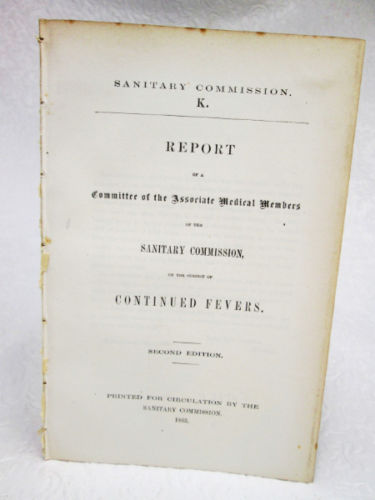 SANITARY COMMISSION.
K.
REPORT
OF A
Committee of the Associate Medical Members
OF THE
SANITARY COMMISSION,
ON THE SUBJECT OF
CONTINUED FEVERS.
SECOND EDITION.
PRINTED FOR CIRCULATION BY THE
SANITARY COMMISSION.
1863.